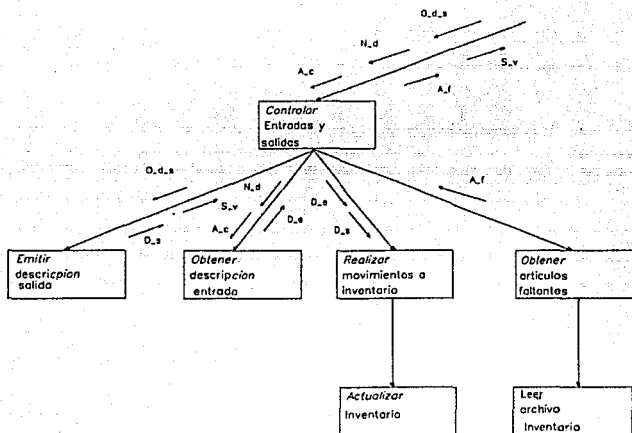 O_d_s
N_d
A_c
S_v
A_f
Controlar
Entradas y
salidas
O_d_s
S_v
D_s
N_d
A_c
D_e
D_e
D_s
A_f
Emitir
descricpion
salida
Obtener
descripcion
entrada
Realizar
movimientos a
inventario
Obtener
articulos
faltantes
Actualizar
Inventario
Leer
archivo
Inventario